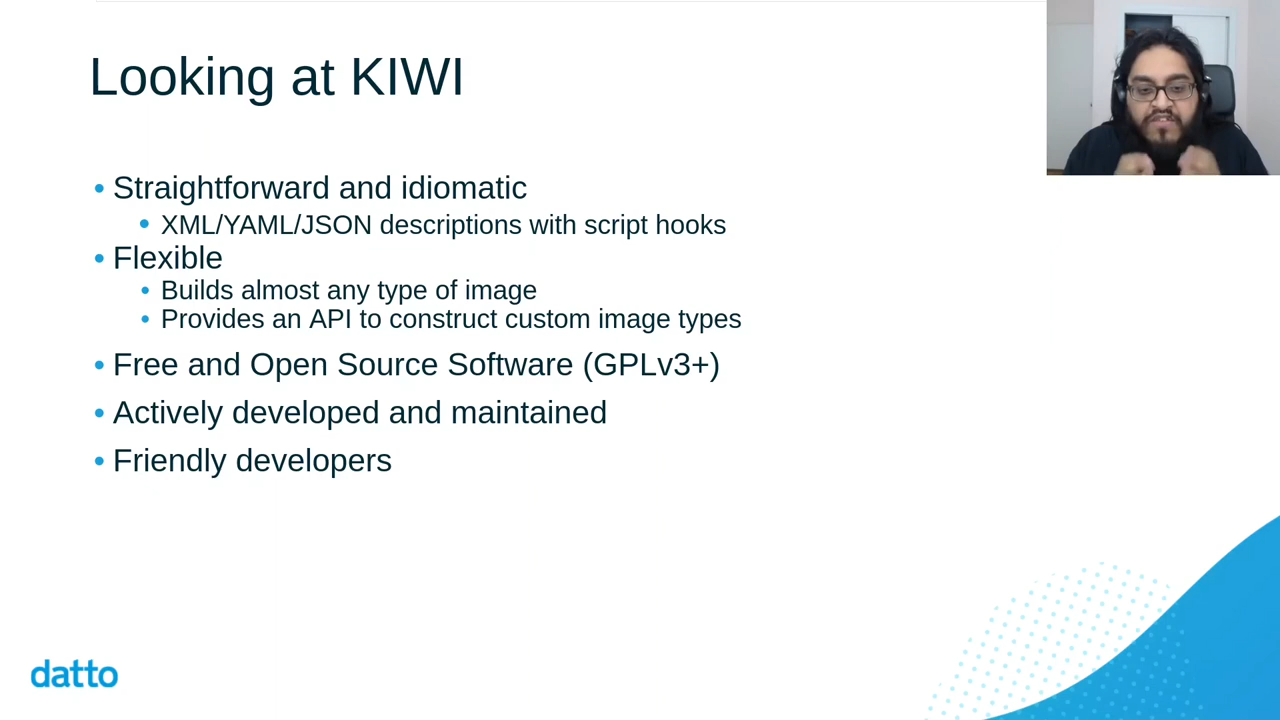 Looking at KIWI
• Straightforward and idiomatic
• XML/YAML/JSON descriptions with script hooks
• Flexible
• Builds almost any type of image
• Provides an API to construct custom image types
• Free and Open Source Software (GPLv3+)
• Actively developed and maintained
• Friendly developers
datto